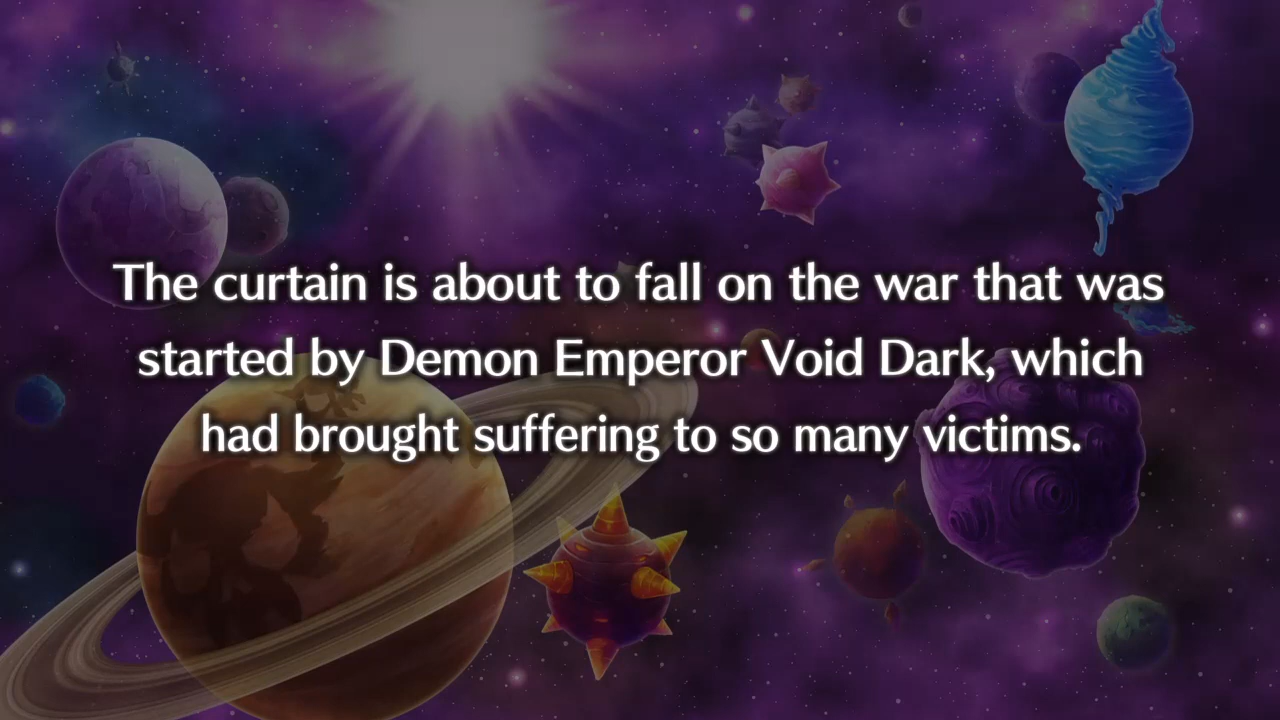 The curtain is about to fall on the war that was
started by Demon Emperor Void Dark, which
had brought suffering to so many victims.